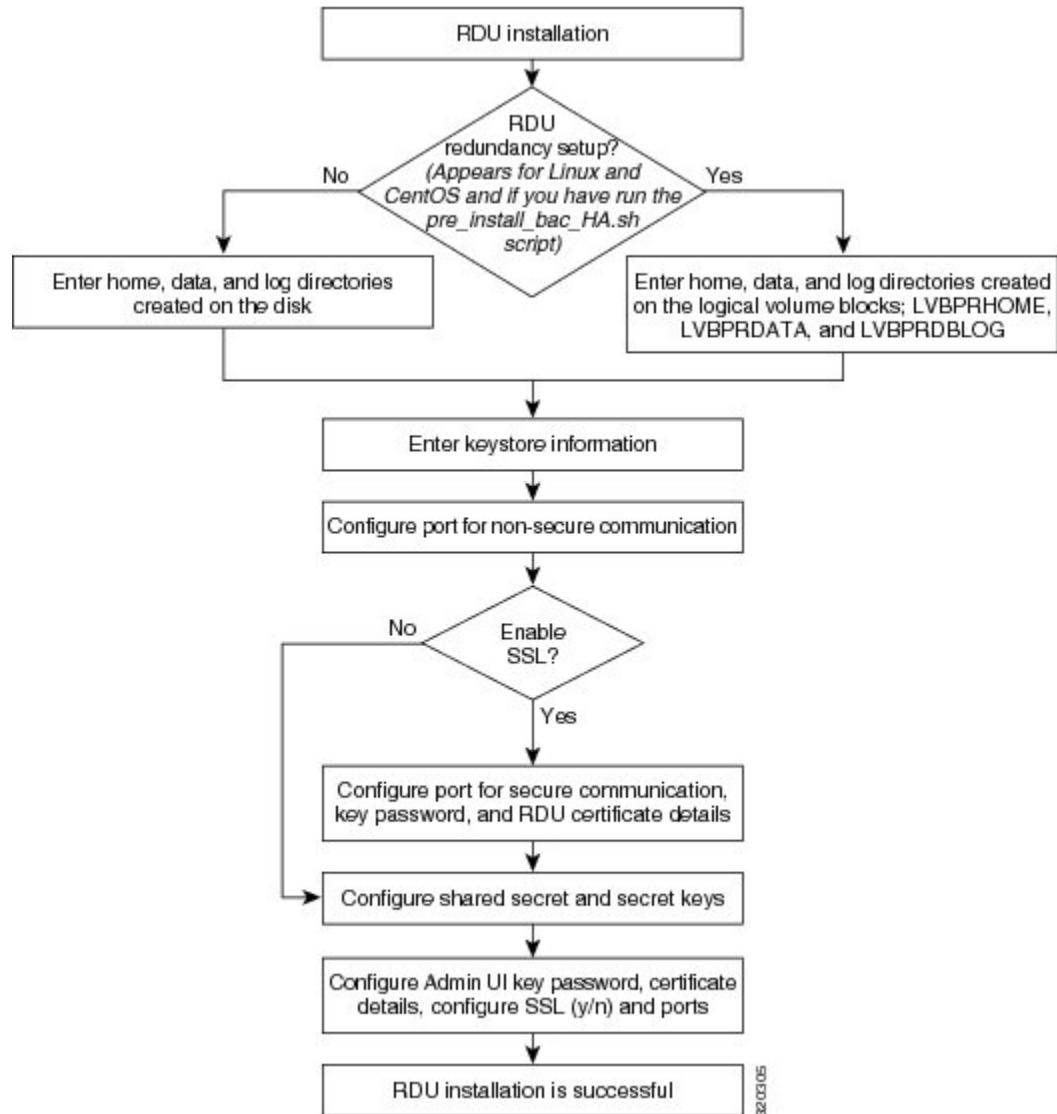 RDU installation
RDU
redundancy setup?
(Appears for Linux and
CentOS and if you have run the
pre_install_bac_HA.sh
script)
No
Yes
Enter home, data, and log directories
created on the disk
Enter home, data, and log directories created
on the logical volume blocks; LVBPRHOME,
LVBPRDATA, and LVBPRDBLOG
Enter keystore information
Configure port for non-secure communication
No
Enable
SSL?
Yes
Configure port for secure communication,
key password, and RDU certificate details
Configure shared secret and secret keys
Configure Admin UI key password, certificate
details, configure SSL (y/n) and ports
RDU installation is successful
320305